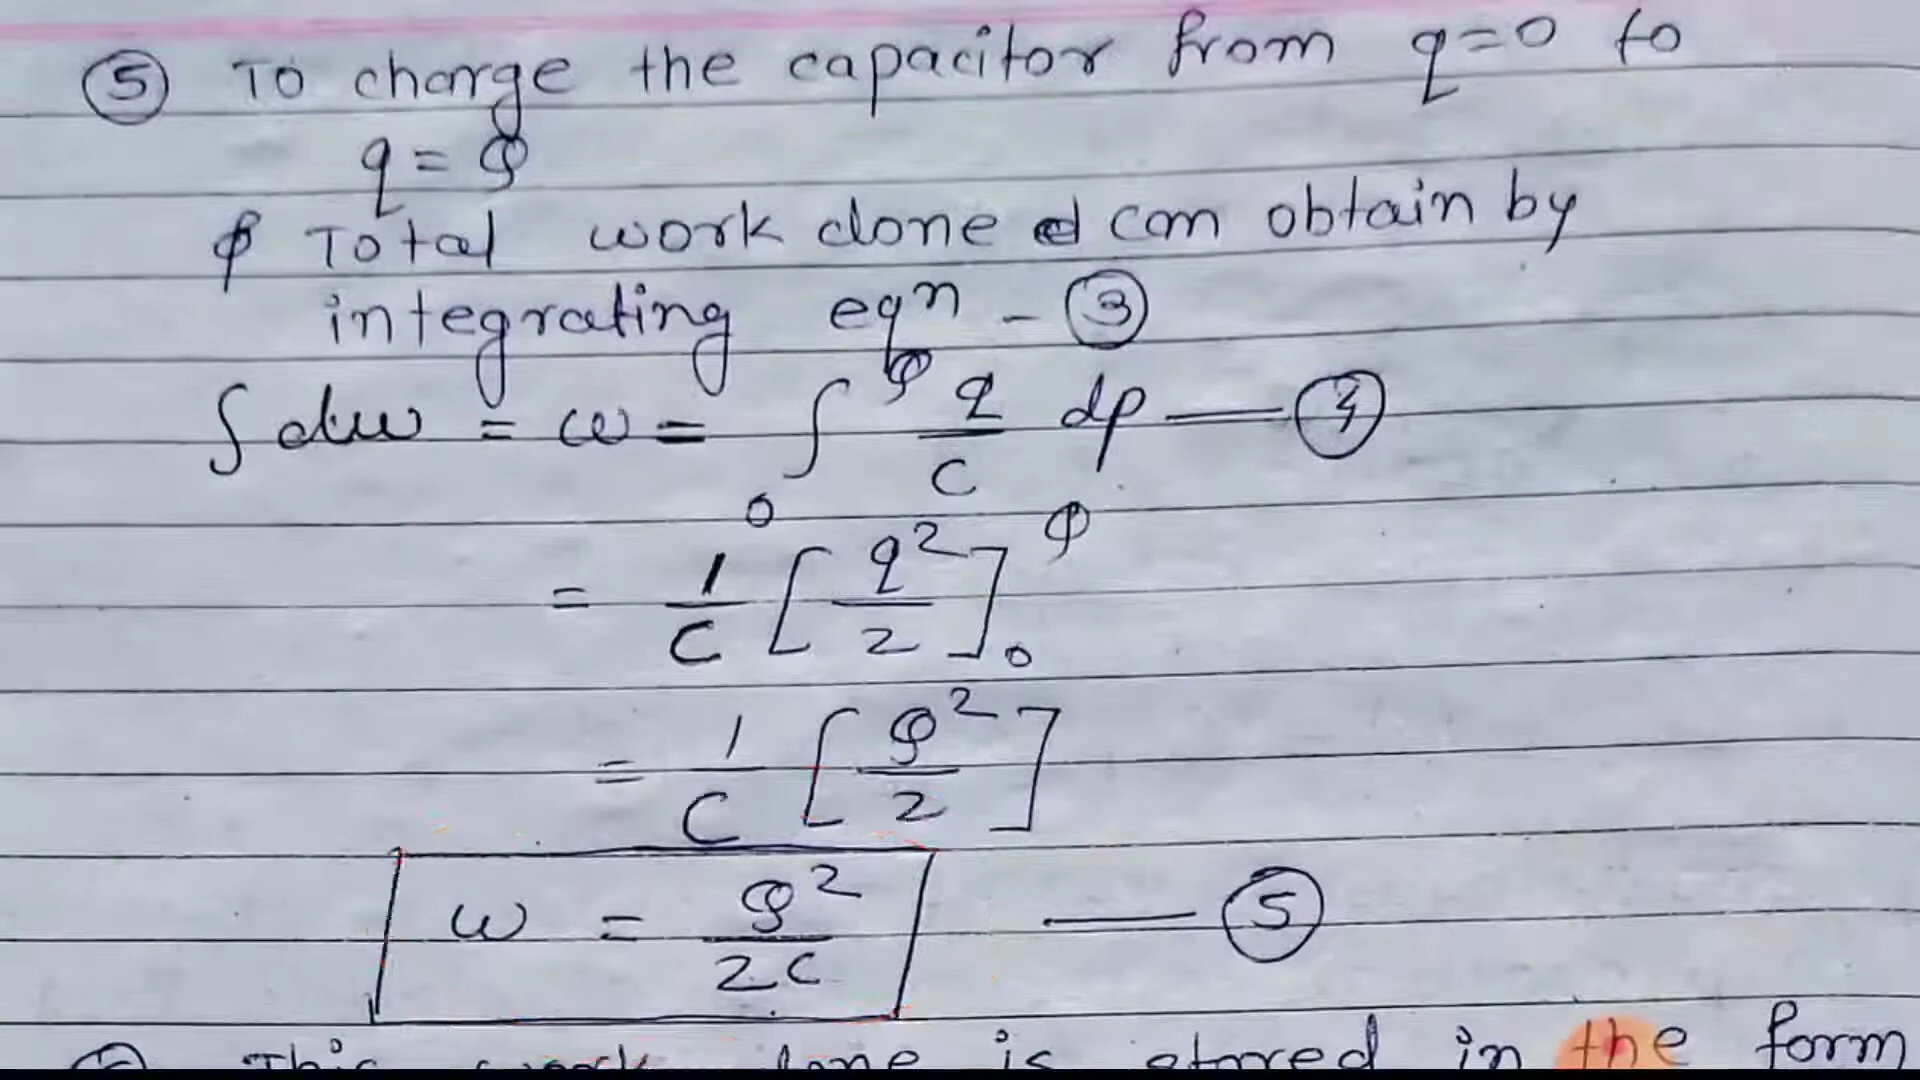 ⑤ To charge the capacitor from q=0 to
q = Q
Total work done can obtain by
integrating eqn - ③
∫ dw = w = ∫₀^Q q/C dp — ④
= 1/C [q²/2]₀^Q
= 1/C [Q²/2]
w = Q²/2C — ⑤
This work done is stored in the form